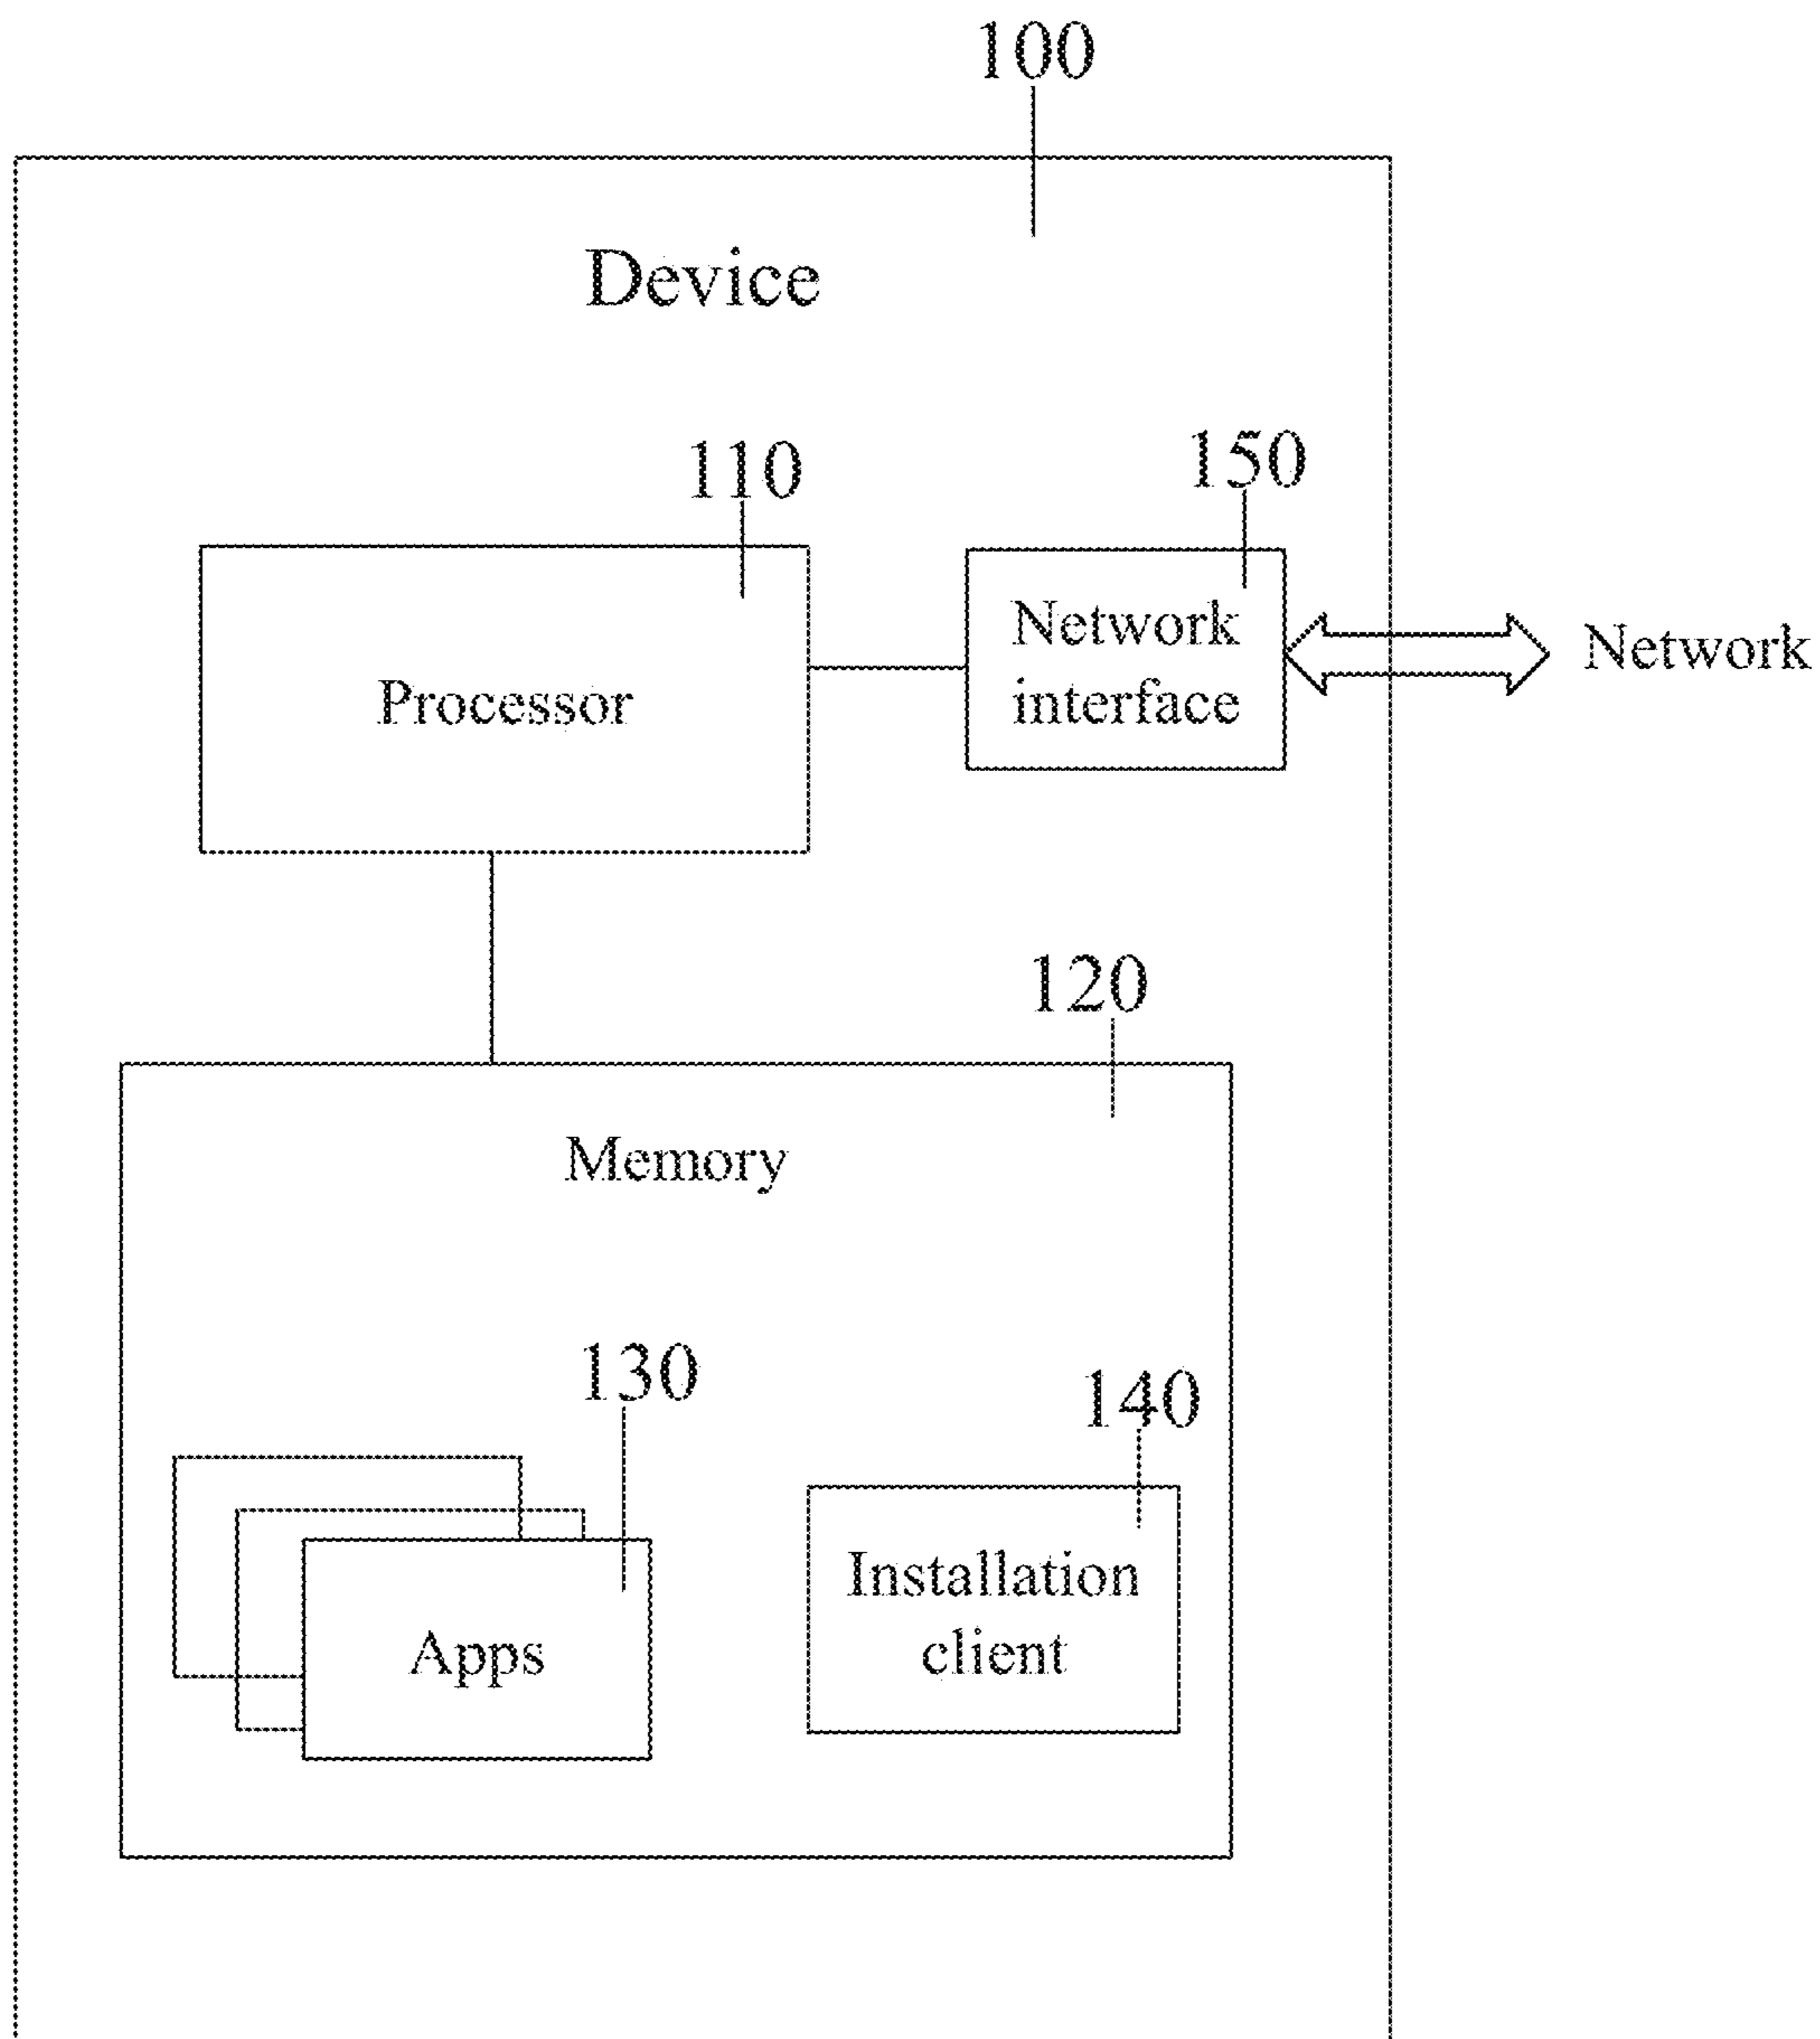 100
Device
110
150
Processor
Network
interface
Network
120
Memory
130
140
Apps
Installation
client